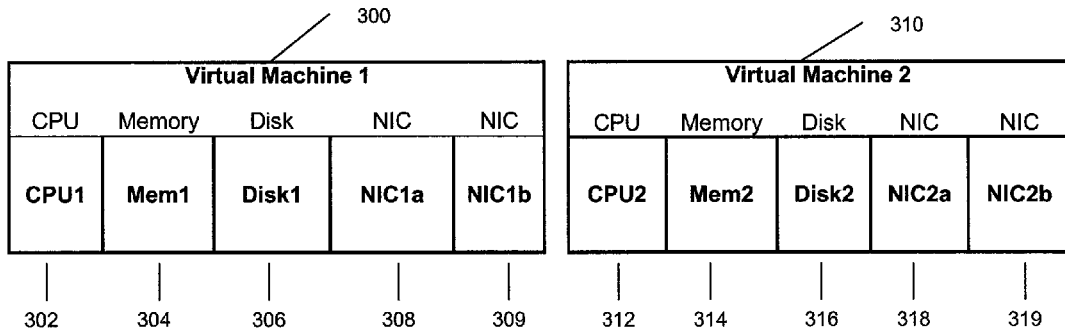 300
310
Virtual Machine 1
Virtual Machine 2
CPU Memory Disk NIC NIC
CPU Memory Disk NIC NIC
CPU1 Mem1 Disk1 NIC1a NIC1b
CPU2 Mem2 Disk2 NIC2a NIC2b
302 304 306 308 309
312 314 316 318 319